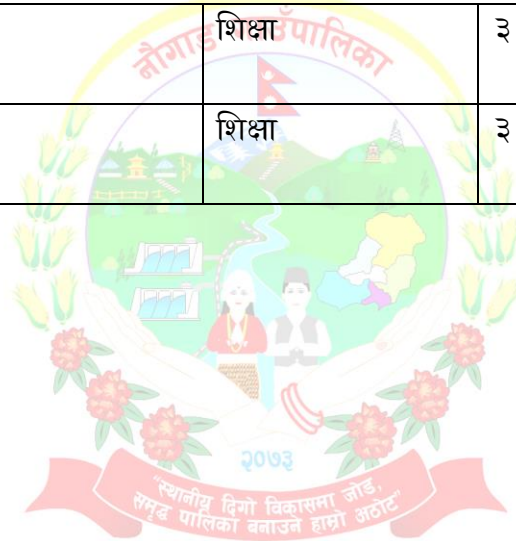 शिक्षा ३
नौगाड गाउँपालिका
शिक्षा ३
२०७३
"स्थानीय दिगो विकासमा जोड,
समृद्ध पालिका बनाउने हाम्रो अठोट"